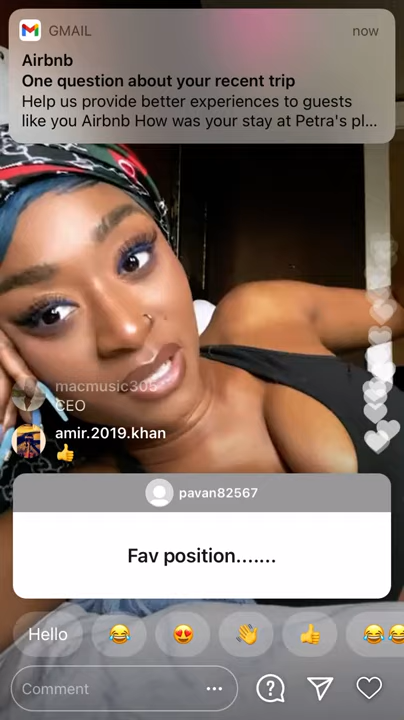 GMAIL
now
Airbnb
One question about your recent trip
Help us provide better experiences to guests
like you Airbnb How was your stay at Petra's pl...
macmusic305
CEO
amir.2019.khan
👍
pavan82567
Fav position.......
Hello 😂 😍 👋 👍 😂😂
Comment